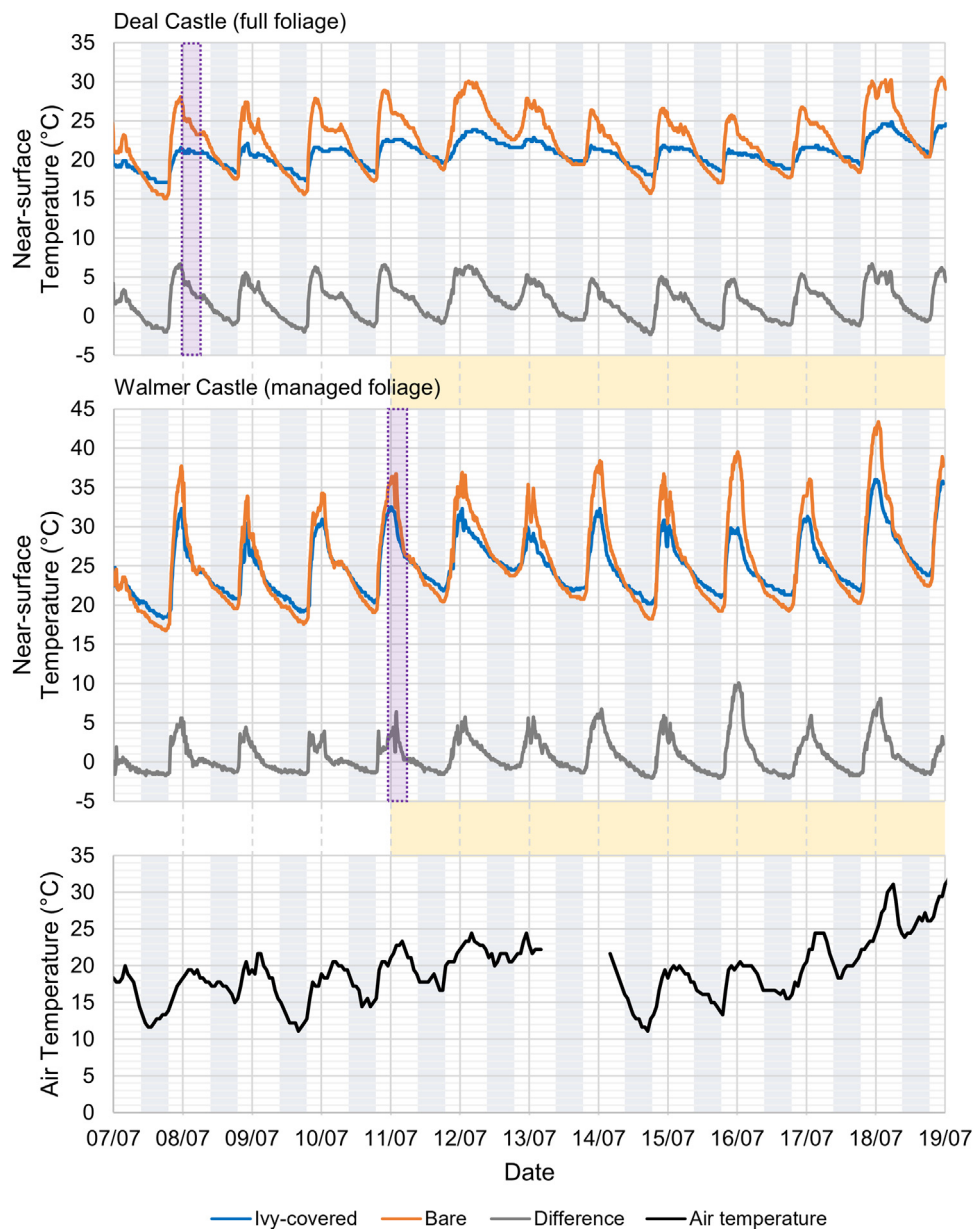 Deal Castle (full foliage)
Near-surface
Temperature (°C)
35
30
25
20
15
10
5
0
-5
Walmer Castle (managed foliage)
Near-surface
Temperature (°C)
45
40
35
30
25
20
15
10
5
0
-5
Air Temperature (°C)
35
30
25
20
15
10
5
0
07/07 08/07 09/07 10/07 11/07 12/07 13/07 14/07 15/07 16/07 17/07 18/07 19/07
Date
Ivy-covered Bare Difference Air temperature